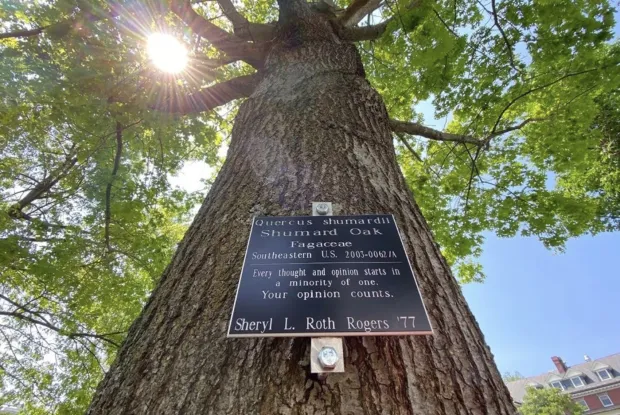 Quercus shumardii
Shumard Oak
Fagaceae
Southeastern U.S. 2003-0062*A
Every thought and opinion starts in
a minority of one.
Your opinion counts.
Sheryl L. Roth Rogers '77